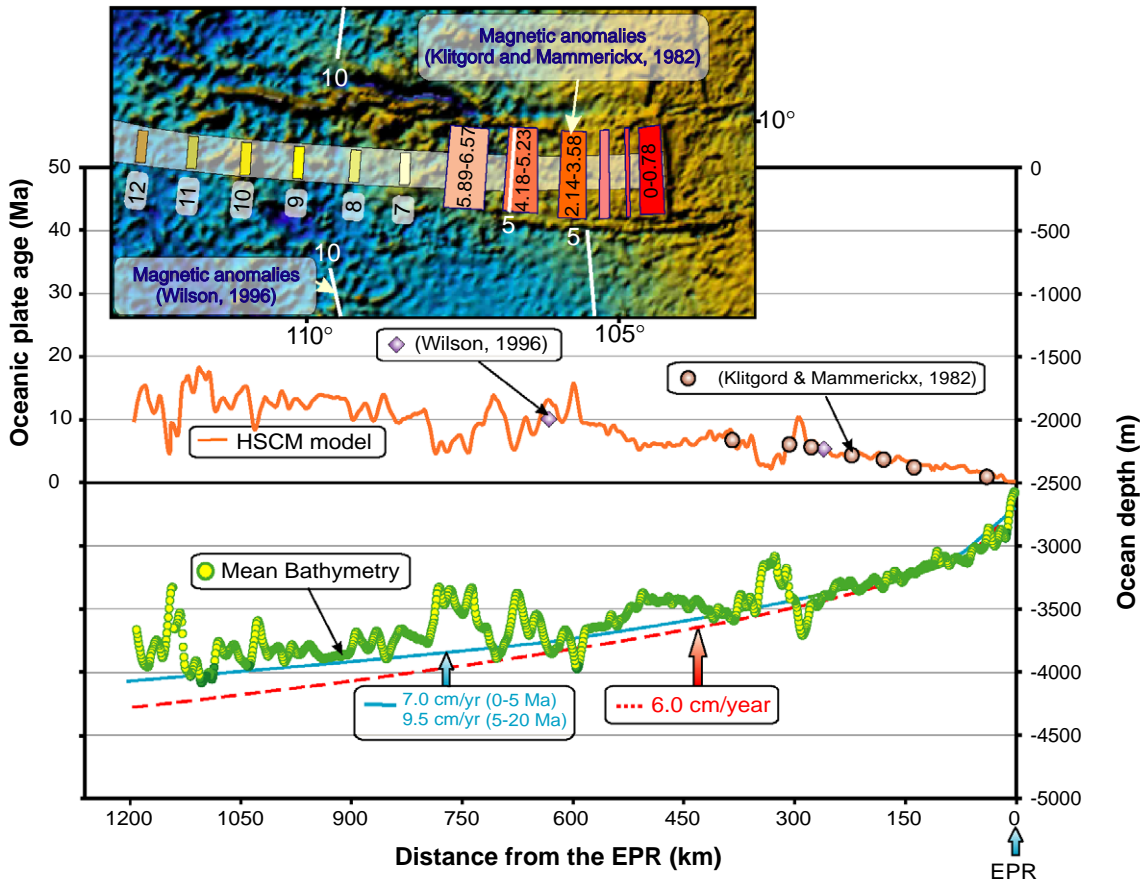 Magnetic anomalies
(Klitgord and Mammerickx, 1982)
10
10°
12
11
10
9
8
7
5.89-6.57
4.18-5.23
2.14-3.58
0-0.78
5
5
10
Magnetic anomalies
(Wilson, 1996)
110°
105°
Oceanic plate age (Ma)
50
40
30
20
10
0
0
-500
-1000
-1500
-2000
-2500
-3000
-3500
-4000
-4500
-5000
Ocean depth (m)
(Wilson, 1996)
(Klitgord & Mammerickx, 1982)
HSCM model
Mean Bathymetry
7.0 cm/yr (0-5 Ma)
9.5 cm/yr (5-20 Ma)
6.0 cm/year
1200
1050
900
750
600
450
300
150
0
Distance from the EPR (km)
EPR